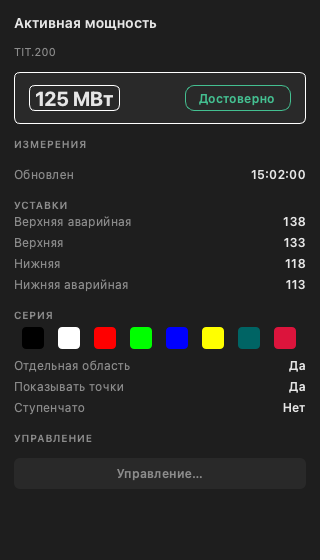 Активная мощность
TIT.200
125 МВт Достоверно
ИЗМЕРЕНИЯ
Обновлен 15:02:00
УСТАВКИ
Верхняя аварийная 138
Верхняя 133
Нижняя 118
Нижняя аварийная 113
СЕРИЯ
Отдельная область Да
Показывать точки Да
Ступенчато Нет
УПРАВЛЕНИЕ
Управление...